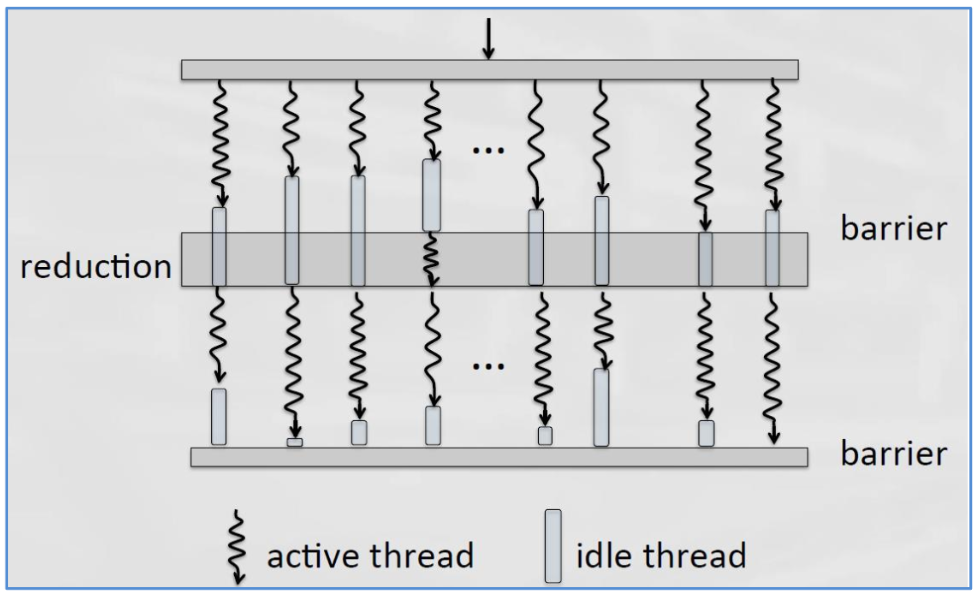 ...
barrier
reduction
...
barrier
active thread
idle thread